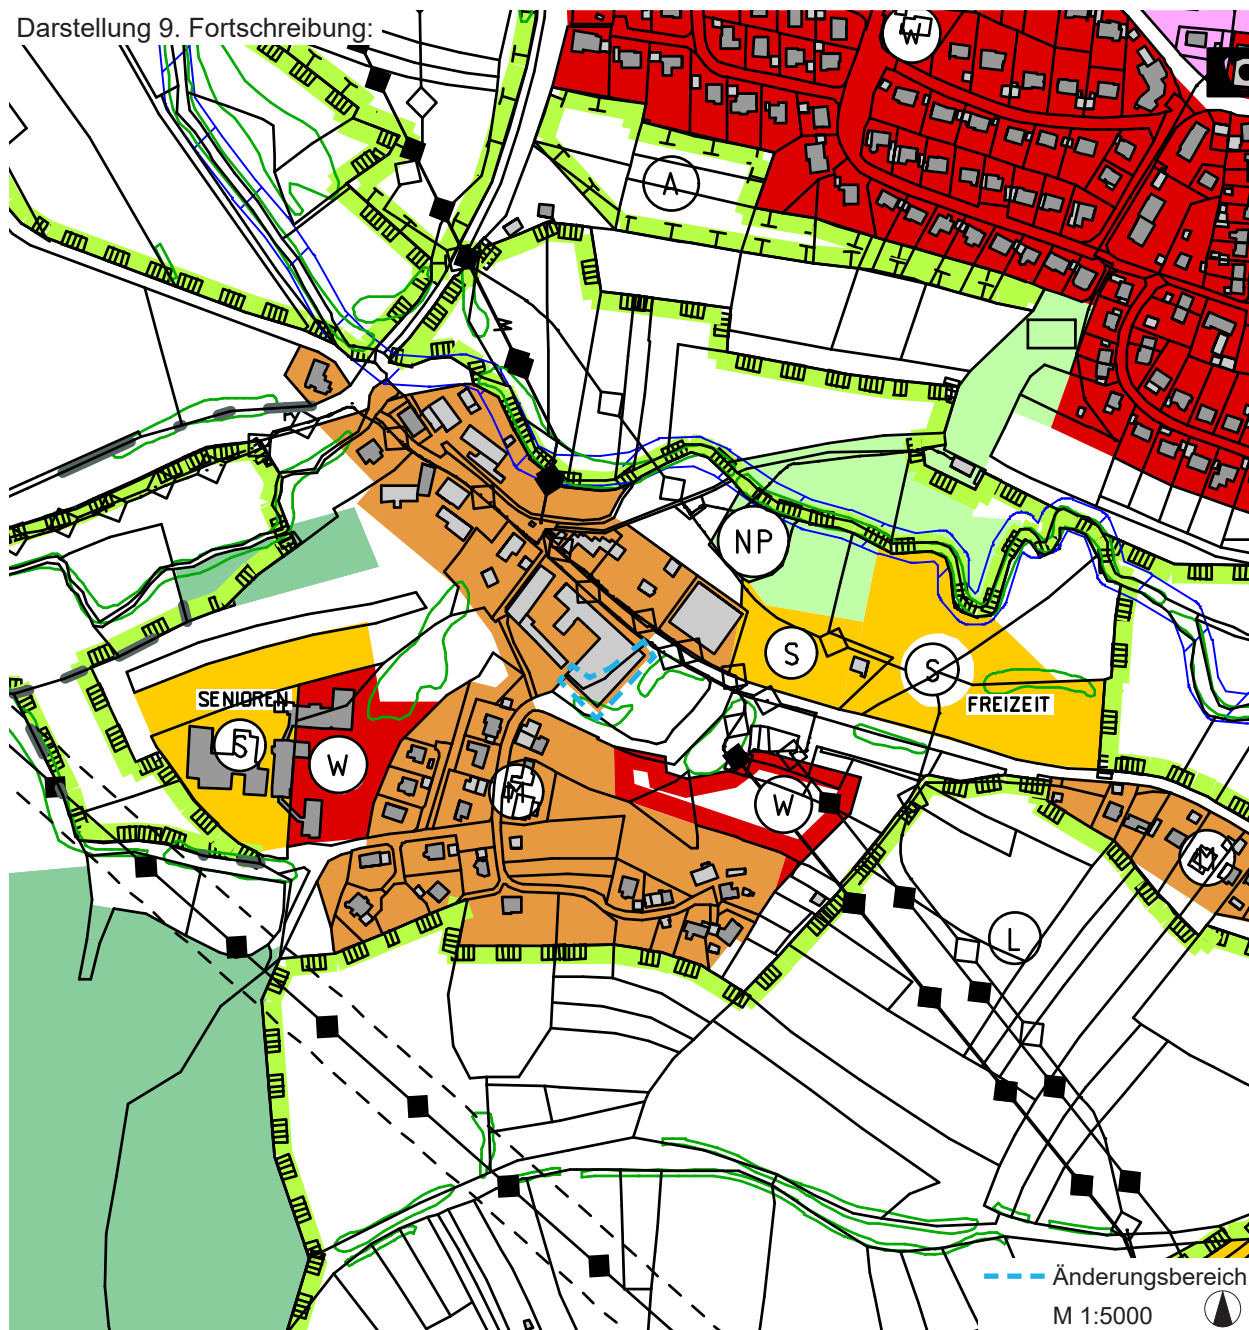 Darstellung 9. Fortschreibung:
W
A
M
NP
S
S
SENIOREN
FREIZEIT
W
W
L
Änderungsbereich
M 1:5000